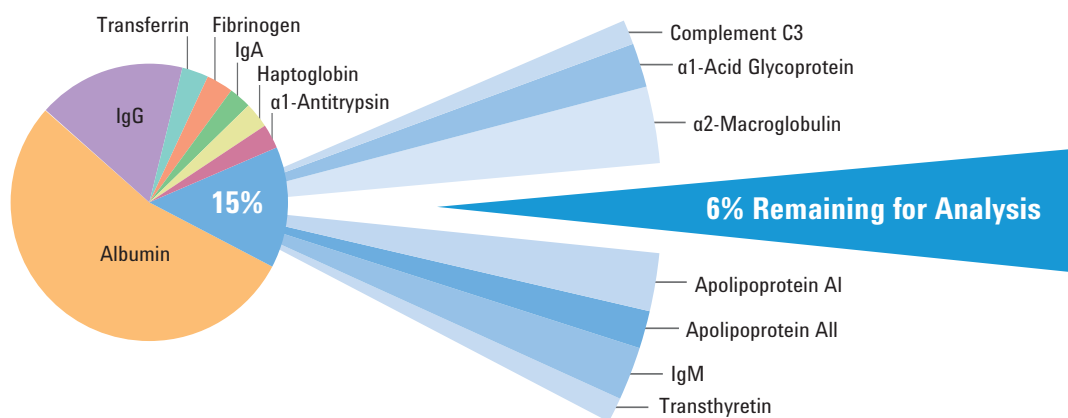 Transferrin
Fibrinogen
IgA
Haptoglobin
α1-Antitrypsin
IgG
15%
Albumin
Complement C3
α1-Acid Glycoprotein
α2-Macroglobulin
6% Remaining for Analysis
Apolipoprotein AI
Apolipoprotein AII
IgM
Transthyretin